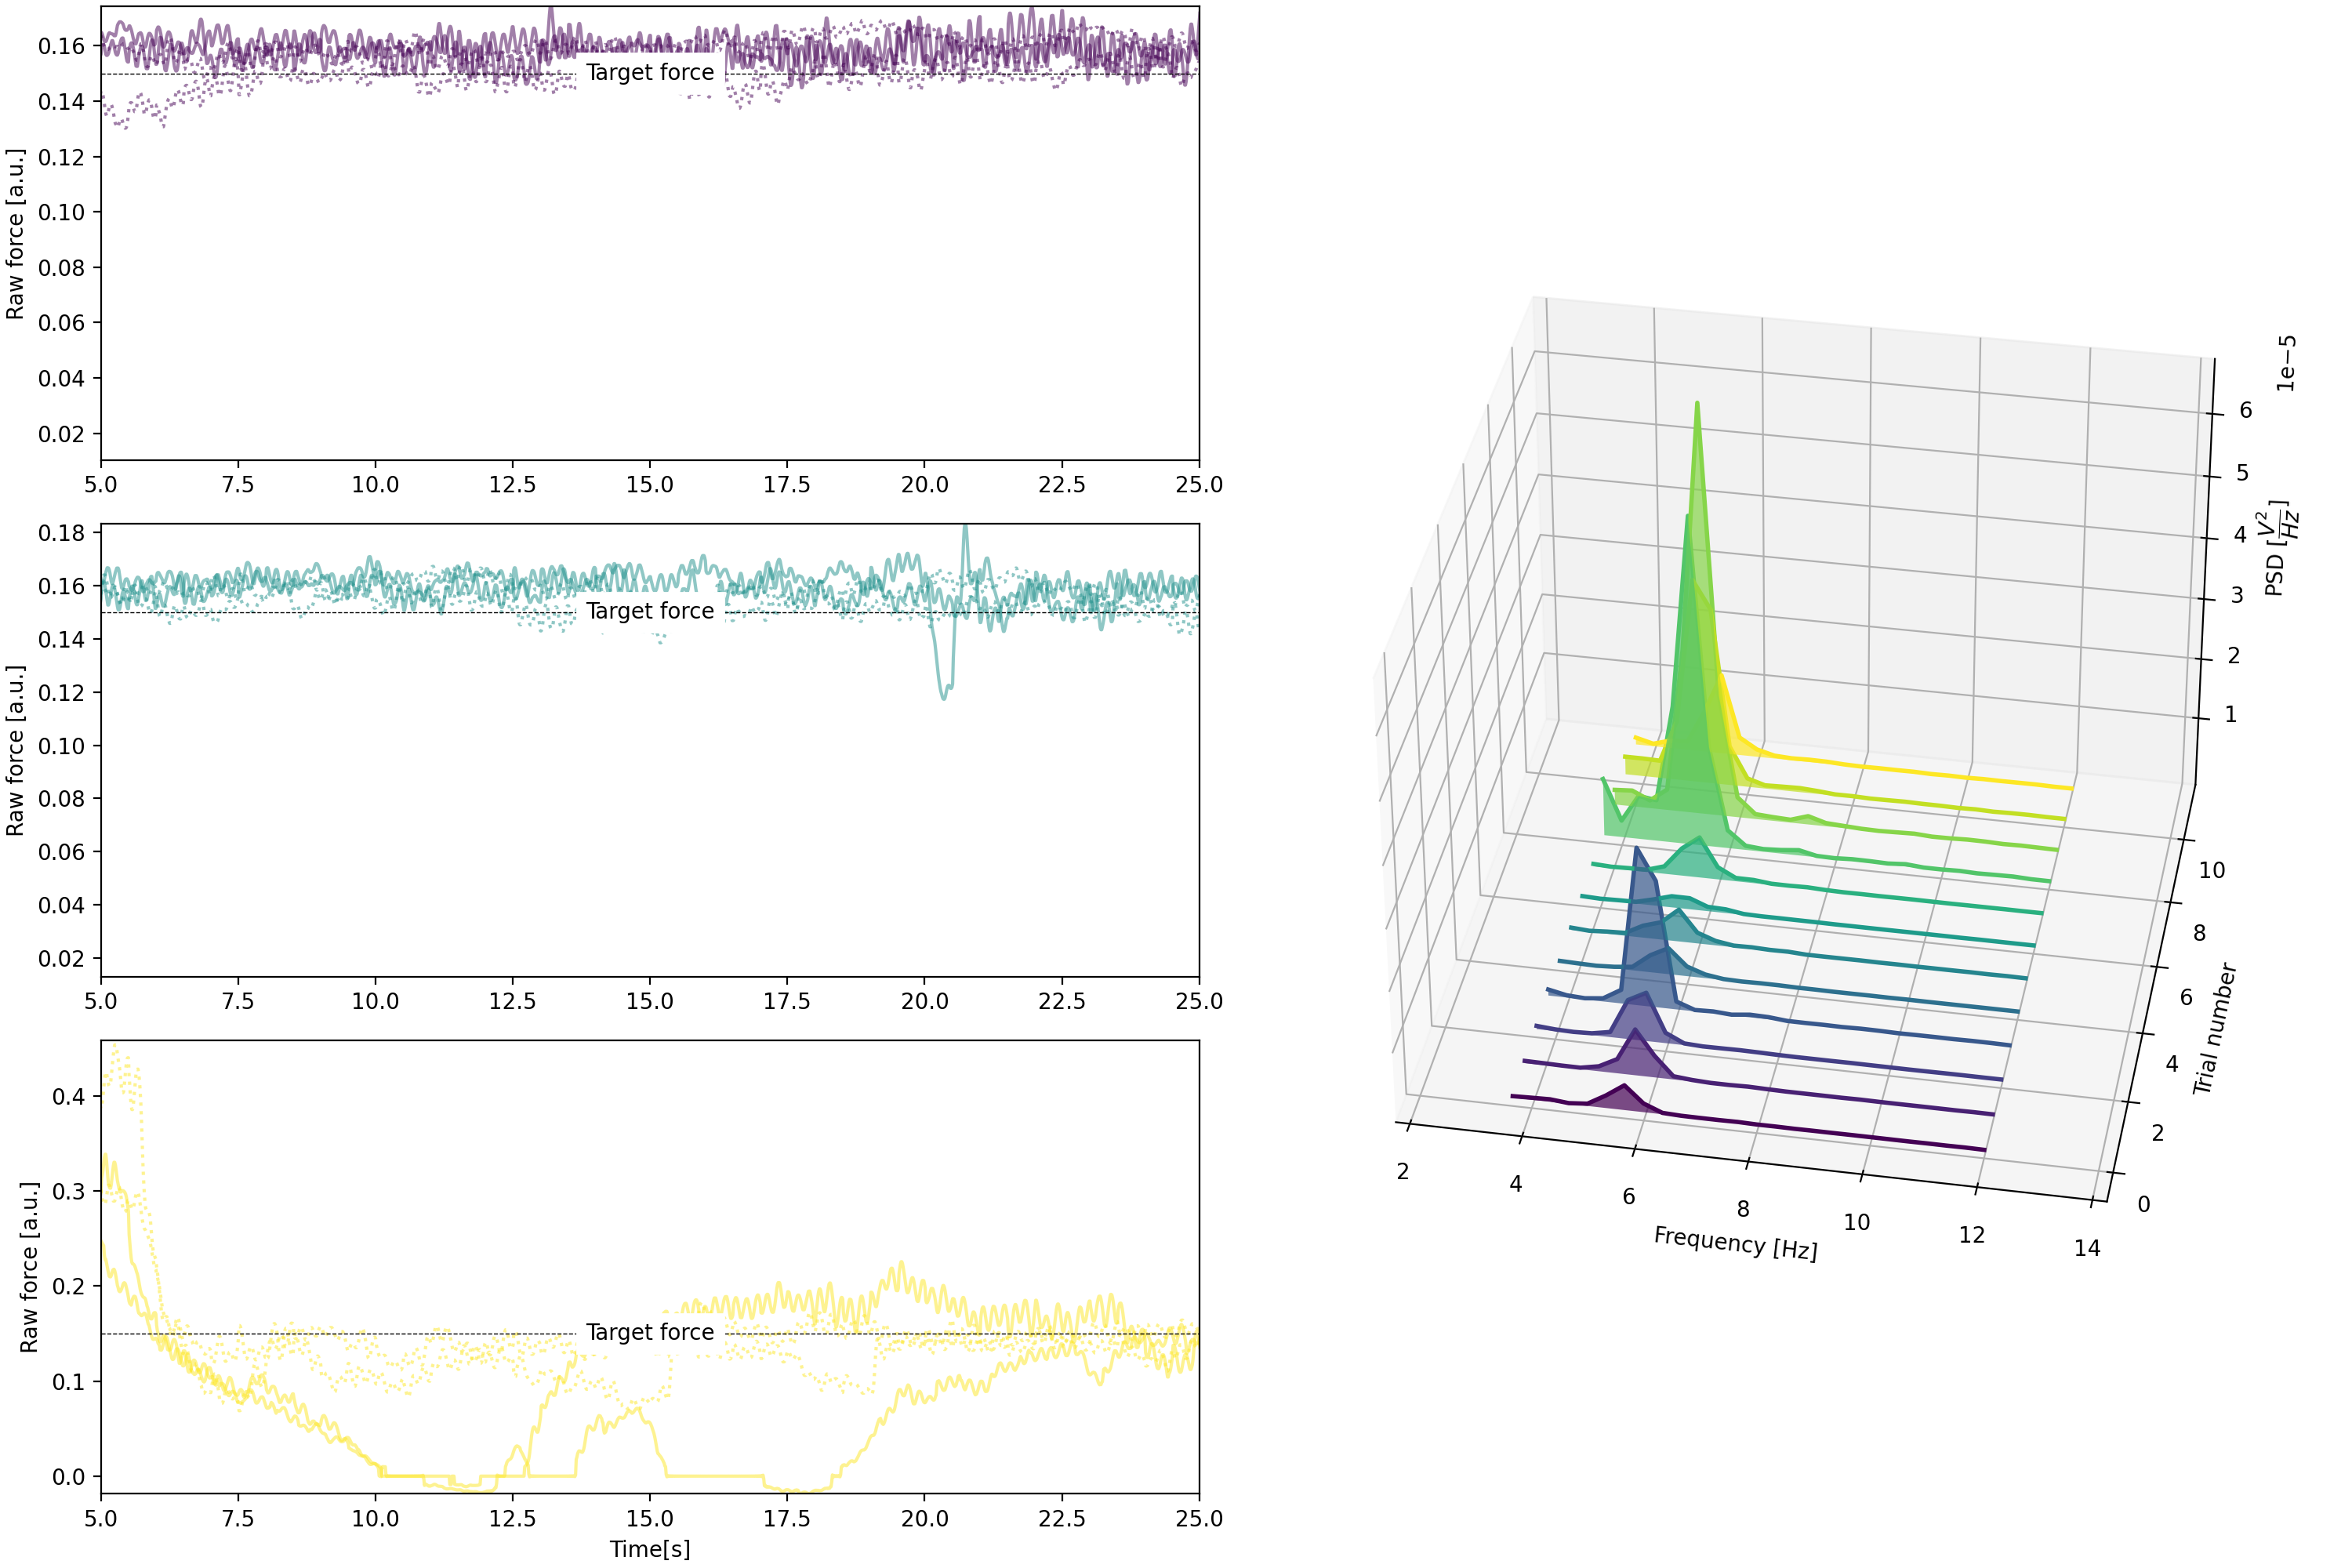 0.16
0.14
0.12
0.10
0.08
0.06
0.04
0.02
Raw force [a.u.]
Target force
5.0 7.5 10.0 12.5 15.0 17.5 20.0 22.5 25.0
0.18
0.16
0.14
0.12
0.10
0.08
0.06
0.04
0.02
Raw force [a.u.]
Target force
5.0 7.5 10.0 12.5 15.0 17.5 20.0 22.5 25.0
0.4
0.3
0.2
0.1
0.0
Raw force [a.u.]
Target force
5.0 7.5 10.0 12.5 15.0 17.5 20.0 22.5 25.0
Time[s]
1e−5
6
5
4
3
2
1
PSD [V²/Hz]
10
8
6
4
2
0
Trial number
2 4 6 8 10 12 14
Frequency [Hz]